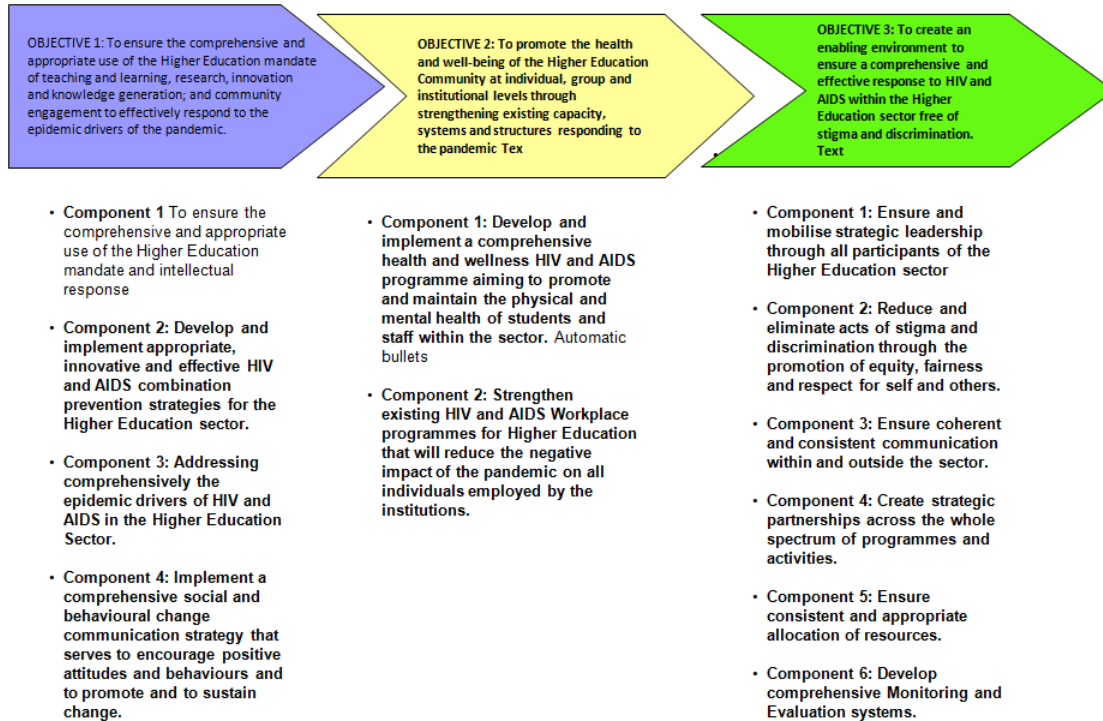 OBJECTIVE 1: To ensure the comprehensive and
appropriate use of the Higher Education mandate
of teaching and learning, research, innovation
and knowledge generation; and community
engagement to effectively respond to the
epidemic drivers of the pandemic.
OBJECTIVE 2: To promote the health
and well-being of the Higher Education
Community at individual, group and
institutional levels through
strengthening existing capacity,
systems and structures responding to
the pandemic Tex
OBJECTIVE 3: To create an
enabling environment to
ensure a comprehensive and
effective response to HIV and
AIDS within the Higher
Education sector free of
stigma and discrimination.
Text
• Component 1 To ensure the
comprehensive and appropriate
use of the Higher Education
mandate and intellectual
response
• Component 2: Develop and
implement appropriate,
innovative and effective HIV
and AIDS combination
prevention strategies for the
Higher Education sector.
• Component 3: Addressing
comprehensively the
epidemic drivers of HIV and
AIDS in the Higher Education
Sector.
• Component 4: Implement a
comprehensive social and
behavioural change
communication strategy that
serves to encourage positive
attitudes and behaviours and
to promote and to sustain
change.
• Component 1: Develop and
implement a comprehensive
health and wellness HIV and AIDS
programme aiming to promote
and maintain the physical and
mental health of students and
staff within the sector. Automatic
bullets
• Component 2: Strengthen
existing HIV and AIDS Workplace
programmes for Higher Education
that will reduce the negative
impact of the pandemic on all
individuals employed by the
institutions.
• Component 1: Ensure and
mobilise strategic leadership
through all participants of the
Higher Education sector
• Component 2: Reduce and
eliminate acts of stigma and
discrimination through the
promotion of equity, fairness
and respect for self and others.
• Component 3: Ensure coherent
and consistent communication
within and outside the sector.
• Component 4: Create strategic
partnerships across the whole
spectrum of programmes and
activities.
• Component 5: Ensure
consistent and appropriate
allocation of resources.
• Component 6: Develop
comprehensive Monitoring and
Evaluation systems.